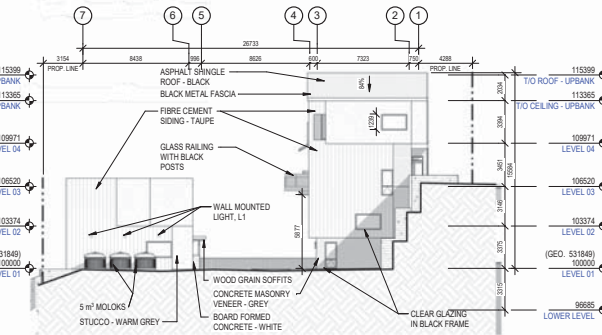 7
6
5
4
3
2
1
26733
3154
8438
996
8626
600
7323
750
4288
PROP. LINE
PROP. LINE
115399
UPBANK
113365
UPBANK
109971
LEVEL 04
106520
LEVEL 03
103374
LEVEL 02
531849)
100000
LEVEL 01
ASPHALT SHINGLE
ROOF - BLACK
BLACK METAL FASCIA
FIBRE CEMENT
SIDING - TAUPE
GLASS RAILING
WITH BLACK
POSTS
WALL MOUNTED
LIGHT, L1
5 m³ MOLOKS
STUCCO - WARM GREY
WOOD GRAIN SOFFITS
CONCRETE MASONRY
VENEER - GREY
BOARD FORMED
CONCRETE - WHITE
CLEAR GLAZING
IN BLACK FRAME
84%
1239
5877
2034
3394
3451
3146
3375
3315
15584
115399
T/O ROOF - UPBANK
113365
T/O CEILING - UPBANK
109971
LEVEL 04
106520
LEVEL 03
103374
LEVEL 02
(GEO. 531849)
100000
LEVEL 01
96685
LOWER LEVEL